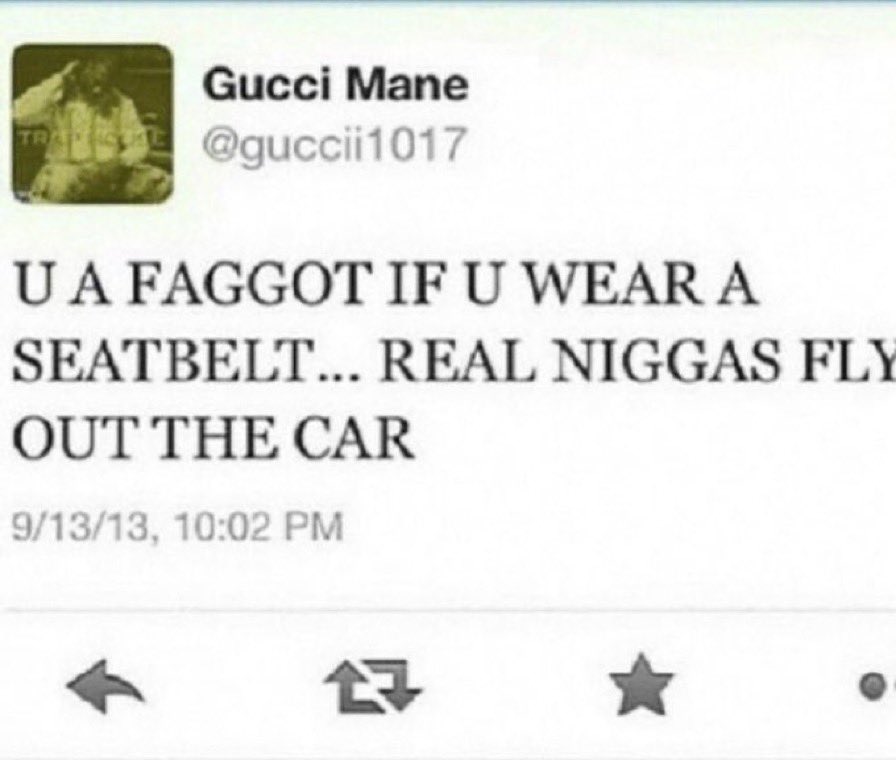 Gucci Mane
@guccii1017
U A FAGGOT IF U WEAR A
SEATBELT... REAL NIGGAS FLY
OUT THE CAR
9/13/13, 10:02 PM